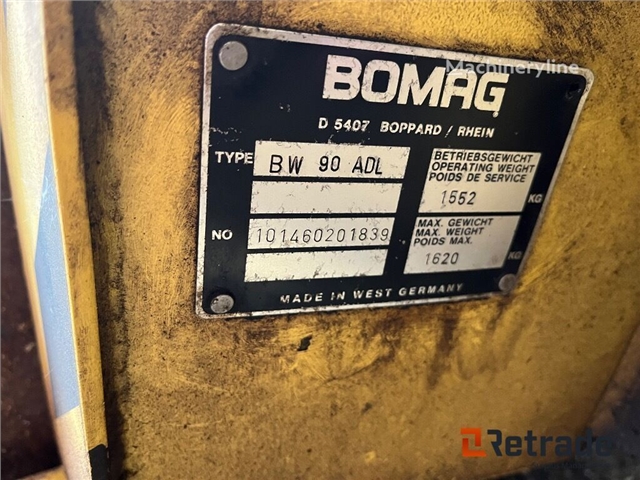 BOMAG
D 5407 BOPPARD / RHEIN
TYPE BW 90 ADL
BETRIEBSGEWICHT
OPERATING WEIGHT
POIDS DE SERVICE
1552 KG
NO 101460201839
MAX. GEWICHT
MAX. WEIGHT
POIDS MAX.
1620 KG
MADE IN WEST GERMANY
Machineryline
Retrade